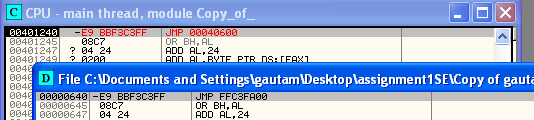 C CPU - main thread, module Copy_of_
00401240 -E9 BBF3C3FF JMP 00040600
00401245 08C7 OR BH,AL
00401247 ? 04 24 ADD AL,24
00401249 ? 0200 ADD AL,BYTE PTR DS:[EAX]
D File C:\Documents and Settings\gautam\Desktop\assignment1SE\Copy of gauta
00000640 -E9 BBF3C3FF JMP FFC3FA00
00000645 08C7 OR BH,AL
00000647 04 24 ADD AL,24